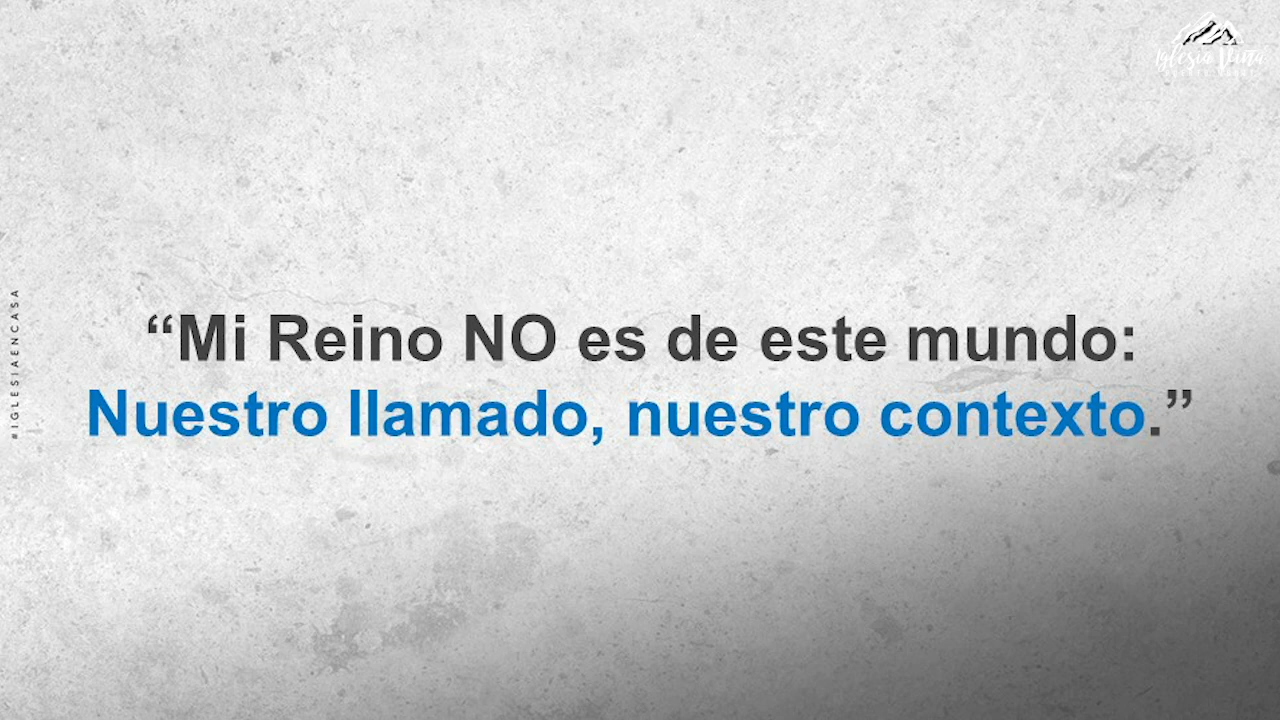 Iglesia Viña
#IGLESIAENCASA
“Mi Reino NO es de este mundo:
Nuestro llamado, nuestro contexto.”